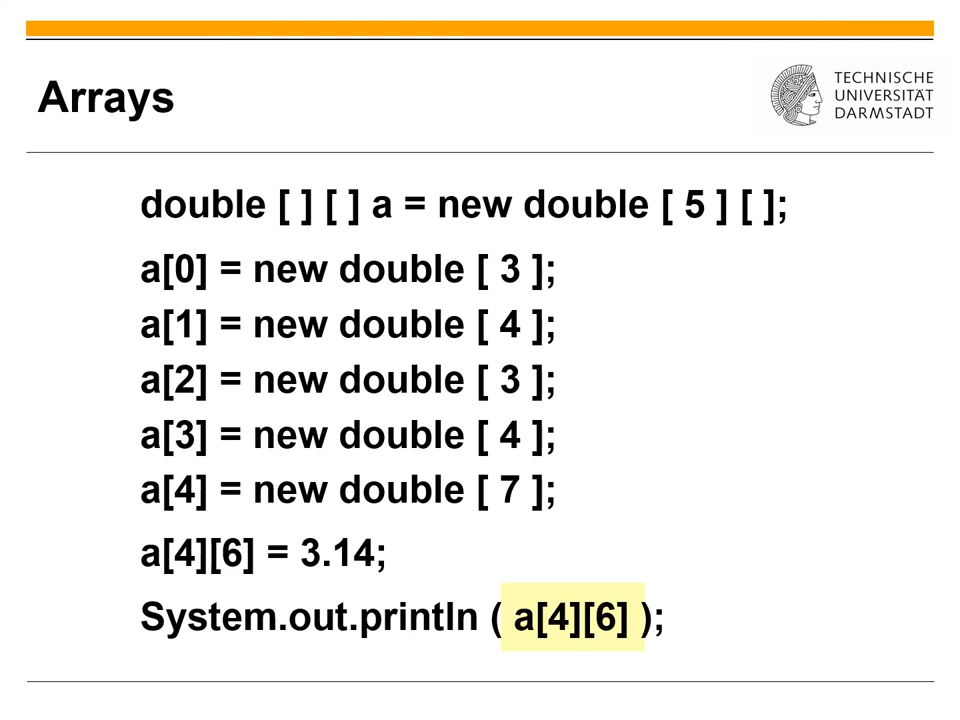 Arrays
TECHNISCHE
UNIVERSITÄT
DARMSTADT
double [ ] [ ] a = new double [ 5 ] [ ];
a[0] = new double [ 3 ];
a[1] = new double [ 4 ];
a[2] = new double [ 3 ];
a[3] = new double [ 4 ];
a[4] = new double [ 7 ];
a[4][6] = 3.14;
System.out.println ( a[4][6] );